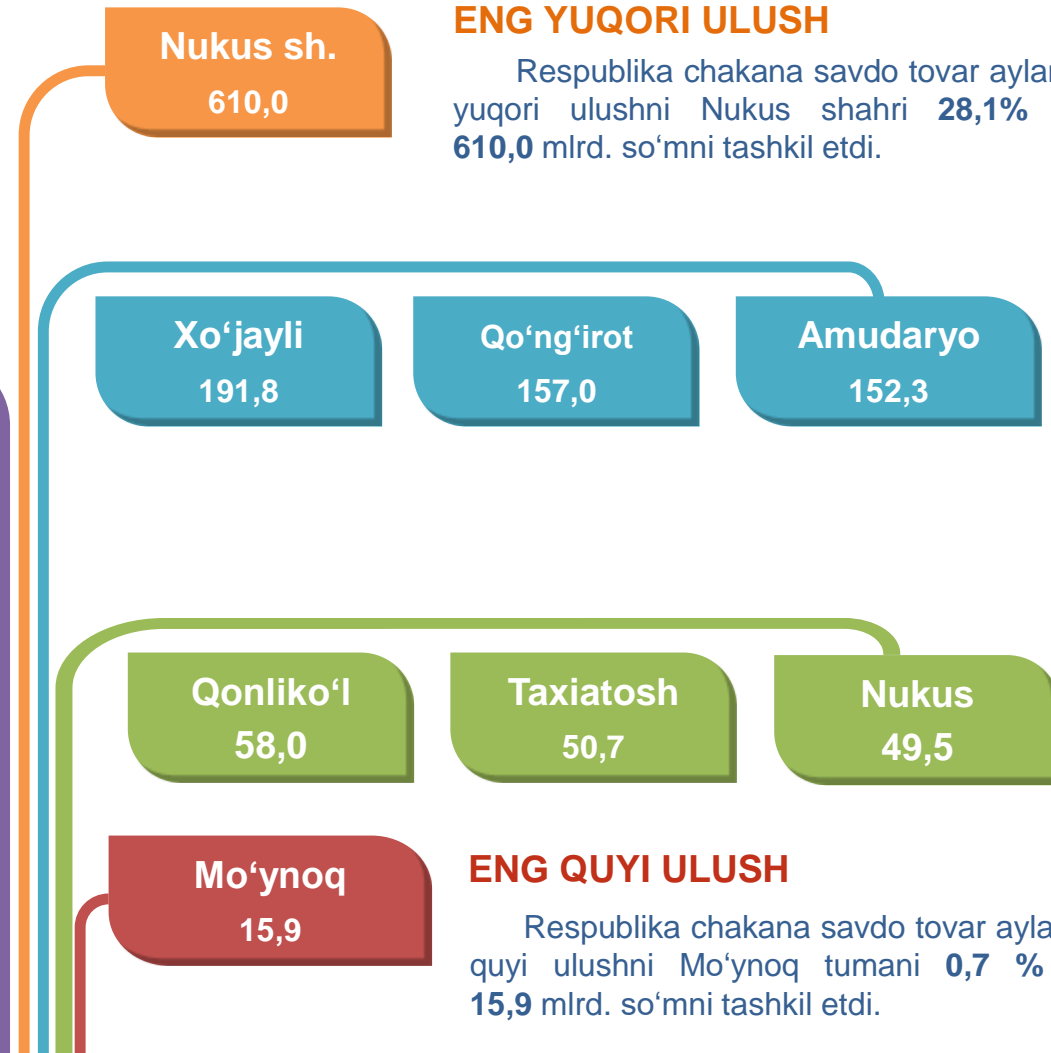 Nukus sh.
610,0
ENG YUQORI ULUSH
Respublika chakana savdo tovar
yuqori ulushni Nukus shahri 28,1%
610,0 mlrd. so‘mni tashkil etdi.
Xo‘jayli
191,8
Qo‘ng‘irot
157,0
Amudaryo
152,3
Qonliko‘l
58,0
Taxiatosh
50,7
Nukus
49,5
Mo‘ynoq
15,9
ENG QUYI ULUSH
Respublika chakana savdo tovar
quyi ulushni Mo‘ynoq tumani 0,7 %
15,9 mlrd. so‘mni tashkil etdi.